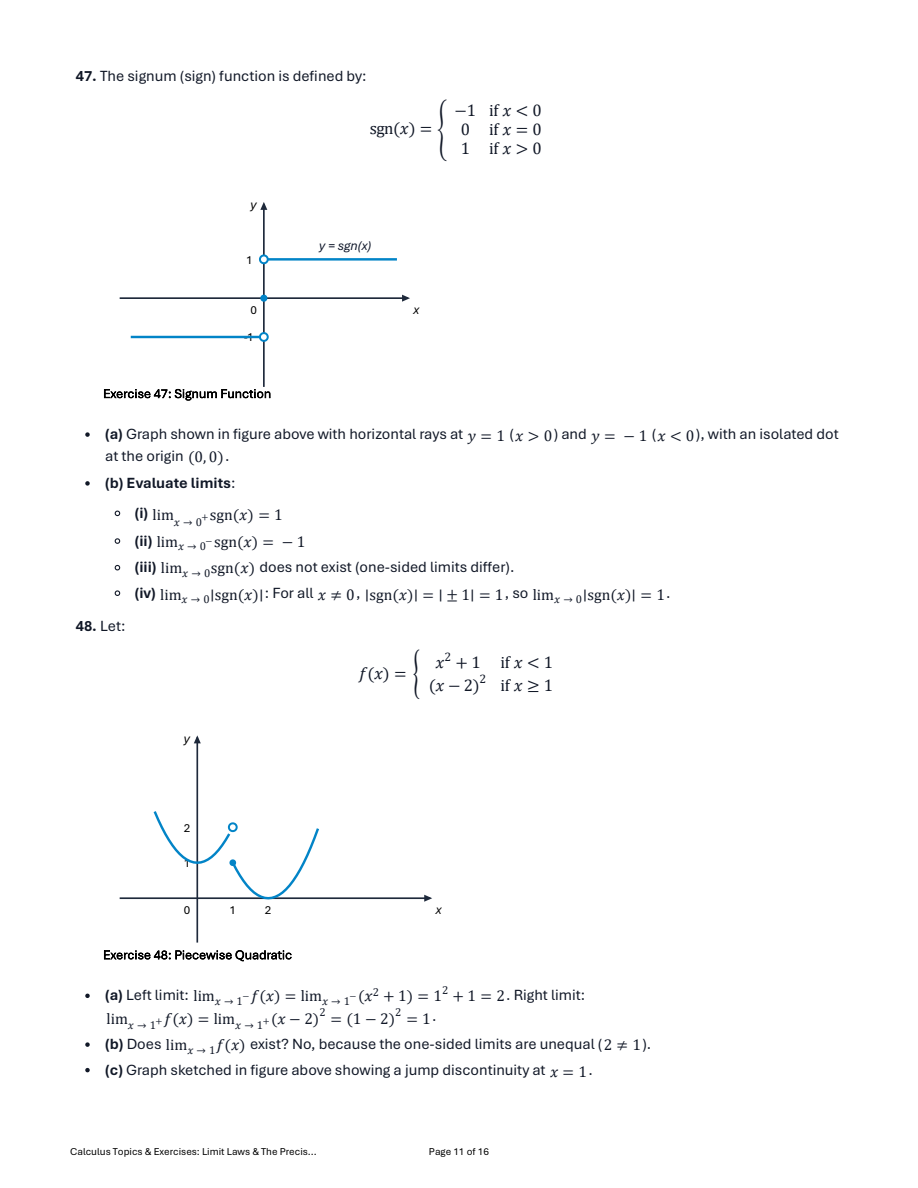 47. The signum (sign) function is defined by:
sgn(x) = { −1 if x < 0
0 if x = 0
1 if x > 0
y
y = sgn(x)
1
0
x
-1
Exercise 47: Signum Function
• (a) Graph shown in figure above with horizontal rays at y = 1 (x > 0) and y = − 1 (x < 0), with an isolated dot
at the origin (0, 0).
• (b) Evaluate limits:
◦ (i) lim_{x → 0⁺} sgn(x) = 1
◦ (ii) lim_{x → 0⁻} sgn(x) = − 1
◦ (iii) lim_{x → 0} sgn(x) does not exist (one-sided limits differ).
◦ (iv) lim_{x → 0} |sgn(x)|: For all x ≠ 0, |sgn(x)| = | ± 1| = 1, so lim_{x → 0} |sgn(x)| = 1.
48. Let:
f(x) = { x² + 1 if x < 1
(x − 2)² if x ≥ 1
y
2
1
0 1 2 x
Exercise 48: Piecewise Quadratic
• (a) Left limit: lim_{x → 1⁻} f(x) = lim_{x → 1⁻} (x² + 1) = 1² + 1 = 2. Right limit:
lim_{x → 1⁺} f(x) = lim_{x → 1⁺} (x − 2)² = (1 − 2)² = 1.
• (b) Does lim_{x → 1} f(x) exist? No, because the one-sided limits are unequal (2 ≠ 1).
• (c) Graph sketched in figure above showing a jump discontinuity at x = 1.
Calculus Topics & Exercises: Limit Laws & The Precis... Page 11 of 16